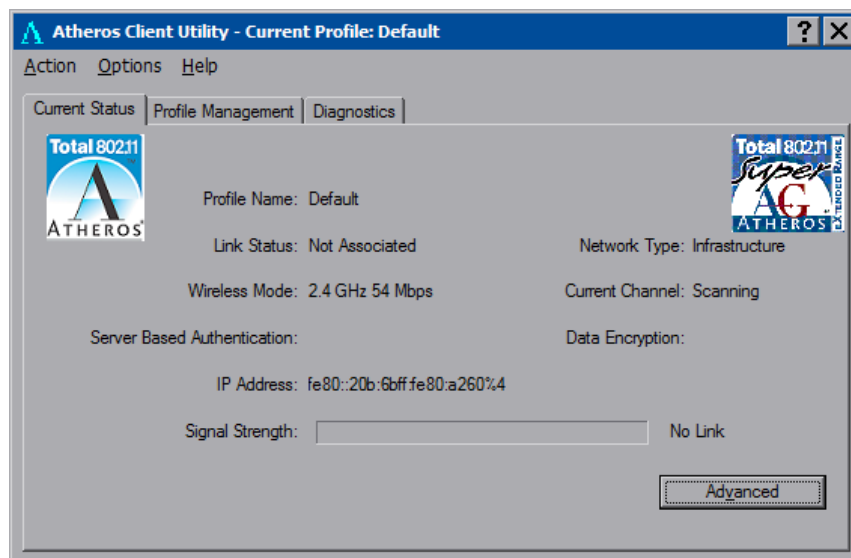 Atheros Client Utility - Current Profile: Default
Action Options Help
Current Status Profile Management Diagnostics
Total 802.11
ATHEROS
Total 802.11
Super
AG
ATHEROS
EXTENDED RANGE
Profile Name: Default
Link Status: Not Associated Network Type: Infrastructure
Wireless Mode: 2.4 GHz 54 Mbps Current Channel: Scanning
Server Based Authentication: Data Encryption:
IP Address: fe80::20b:6bff:fe80:a260%4
Signal Strength: No Link
Advanced